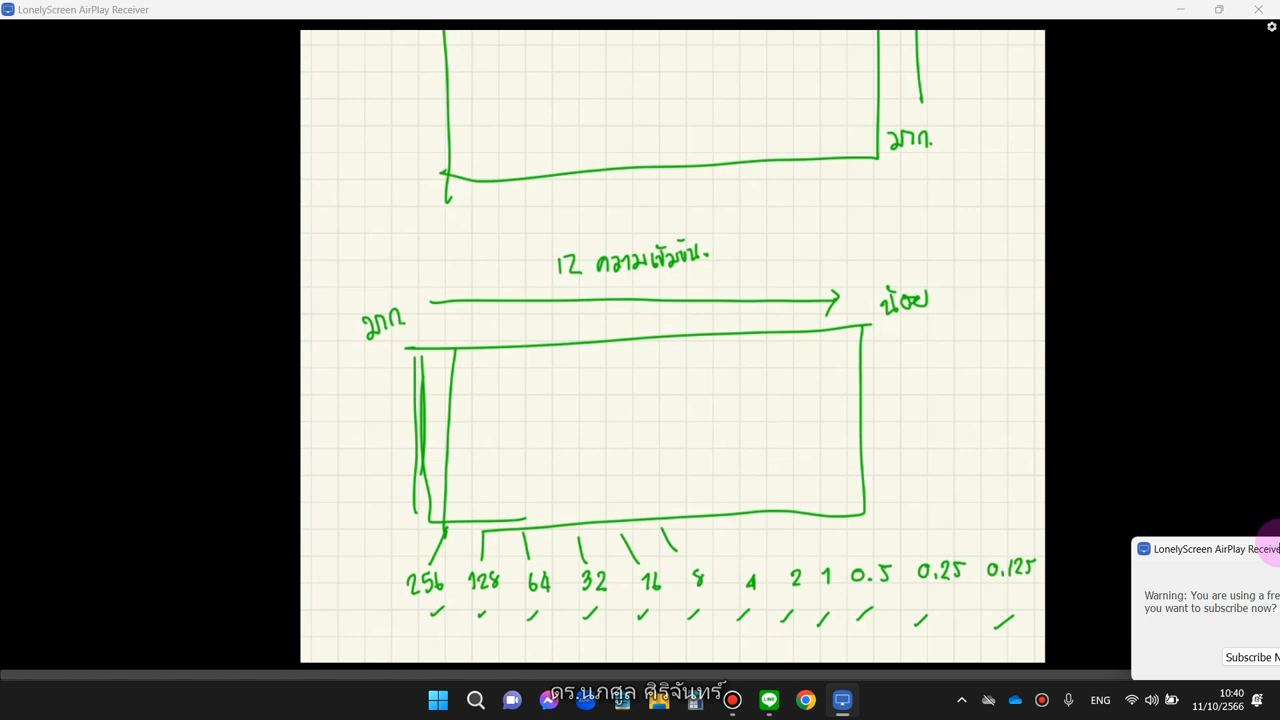 LonelyScreen AirPlay Receiver
มาก.
12 ความเข้มข้น.
มาก
น้อย
256 128 64 32 16 8 4 2 1 0.5 0.25 0.125
LonelyScreen AirPlay Receive
Warning: You are using a fre
you want to subscribe now?
Subscribe N
ดร.นภศูล ศิริจันทร์
ENG
10:40
11/10/2566